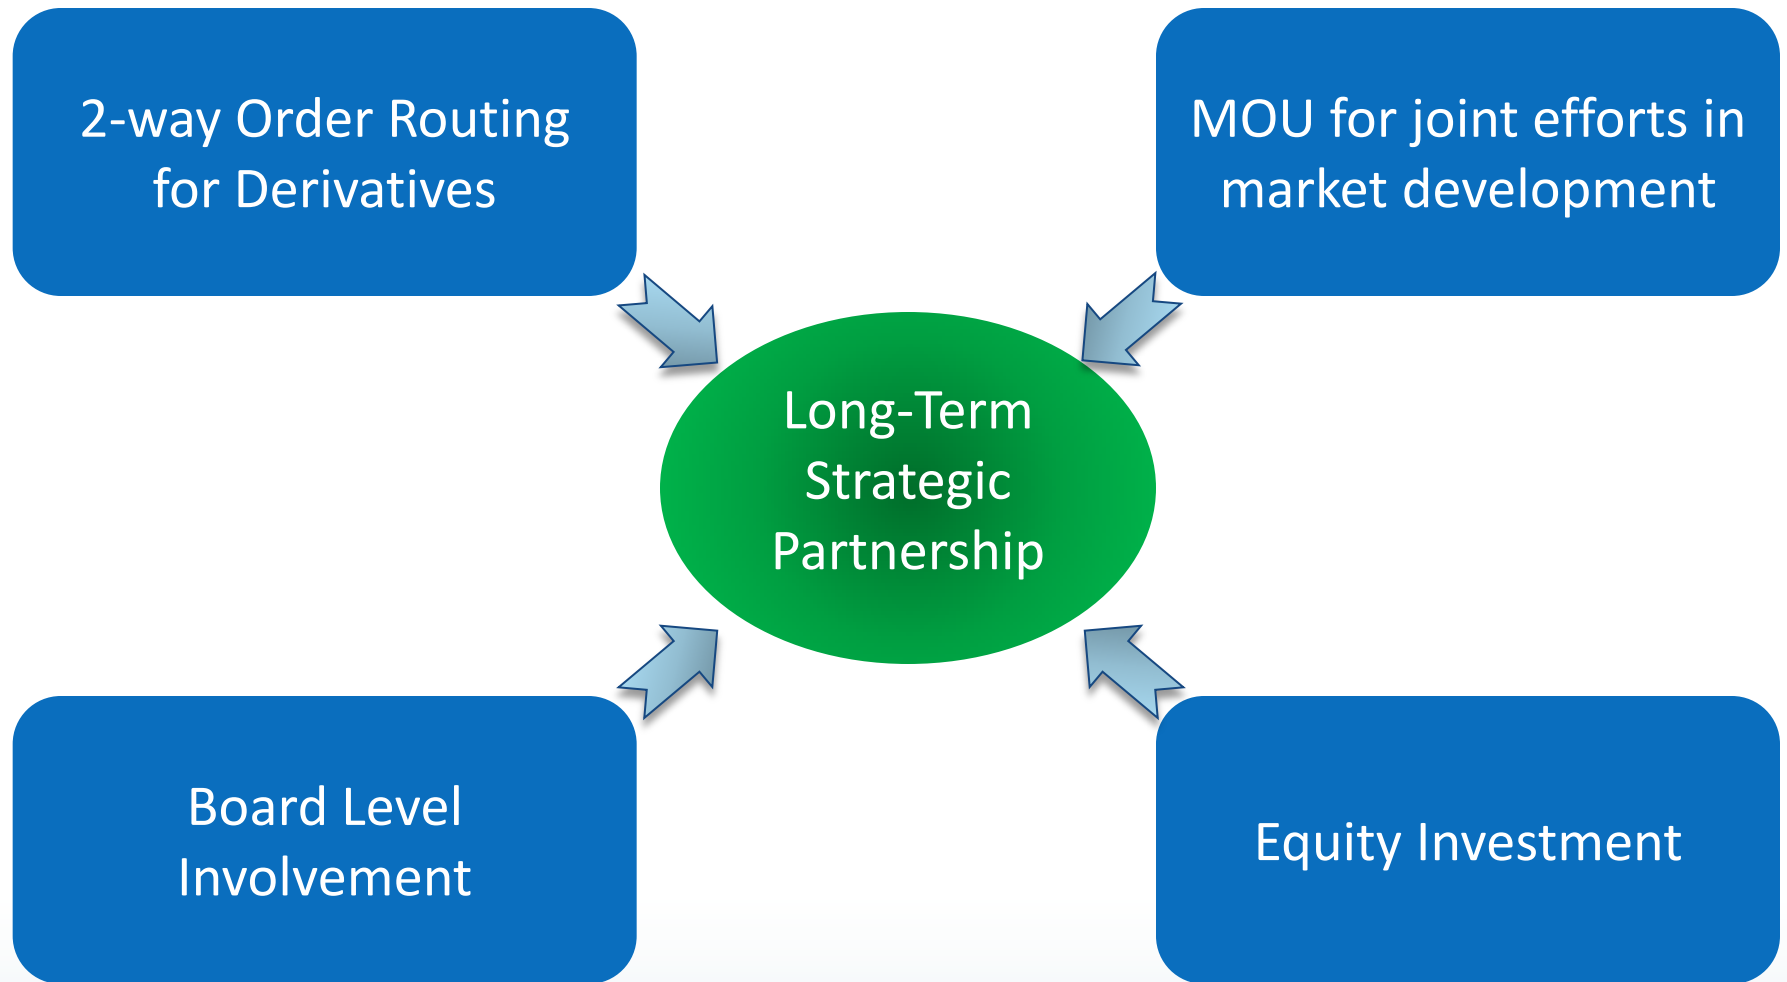 2-way Order Routing
for Derivatives
MOU for joint efforts in
market development
Long-Term
Strategic
Partnership
Board Level
Involvement
Equity Investment